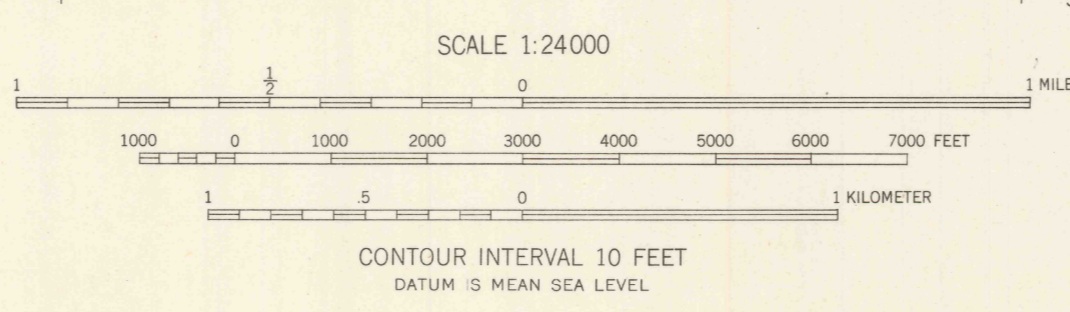 SCALE 1:24000
1 1/2 0 1 MILE
1000 0 1000 2000 3000 4000 5000 6000 7000 FEET
1 .5 0 1 KILOMETER
CONTOUR INTERVAL 10 FEET
DATUM IS MEAN SEA LEVEL